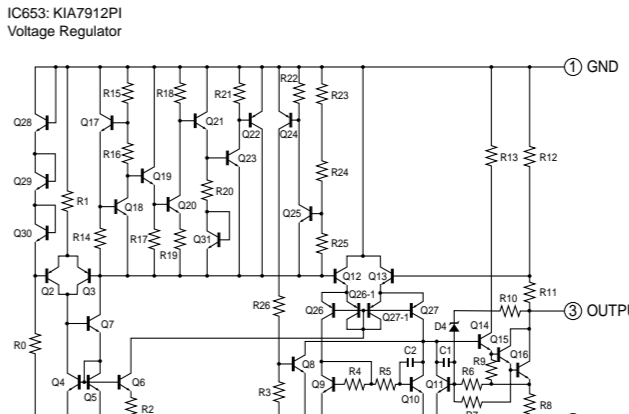 IC653: KIA7912PI
Voltage Regulator
1 GND
R15 R18 R21 R22 R23
Q28 Q17 Q21 Q22 Q24
R16 Q23 R13 R12
Q29 Q19 R24
R1 R20
Q18 Q20 Q25
Q30 R14 R17 Q31 R25
R19
Q2 Q3 Q12 Q13
Q26-1 R11
R26 Q26 Q27 R10 3 OUTPU
Q7 Q27-1 D4 Q14
R0 Q15
C2 C1 Q16
Q8 R9
Q4 Q5 Q6 R3 Q9 R4 R5 Q10 Q11 R6
R2 R8